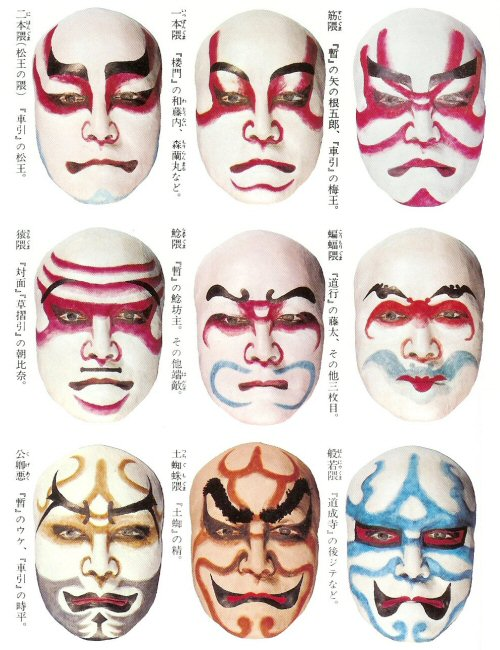 筋隈 『暫』の矢の根五郎、『車引』の梅王。
一本隈 『楼門』の和藤内、森蘭丸など。
二本隈(松王の隈) 『車引』の松王。
蝙蝠隈 『道行』の藤太、その他三枚目。
鯰隈 『暫』の鯰坊主。その他端敵。
猿隈 『対面』『草摺引』の朝比奈。
般若隈 『道成寺』の後ジテなど。
土蜘蛛隈 『土蜘』の精。
公卿悪 『暫』のウケ、『車引』の時平。